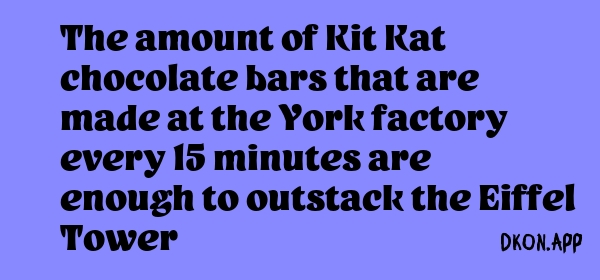 The amount of Kit Kat
chocolate bars that are
made at the York factory
every 15 minutes are
enough to outstack the Eiffel
Tower
DKON.APP